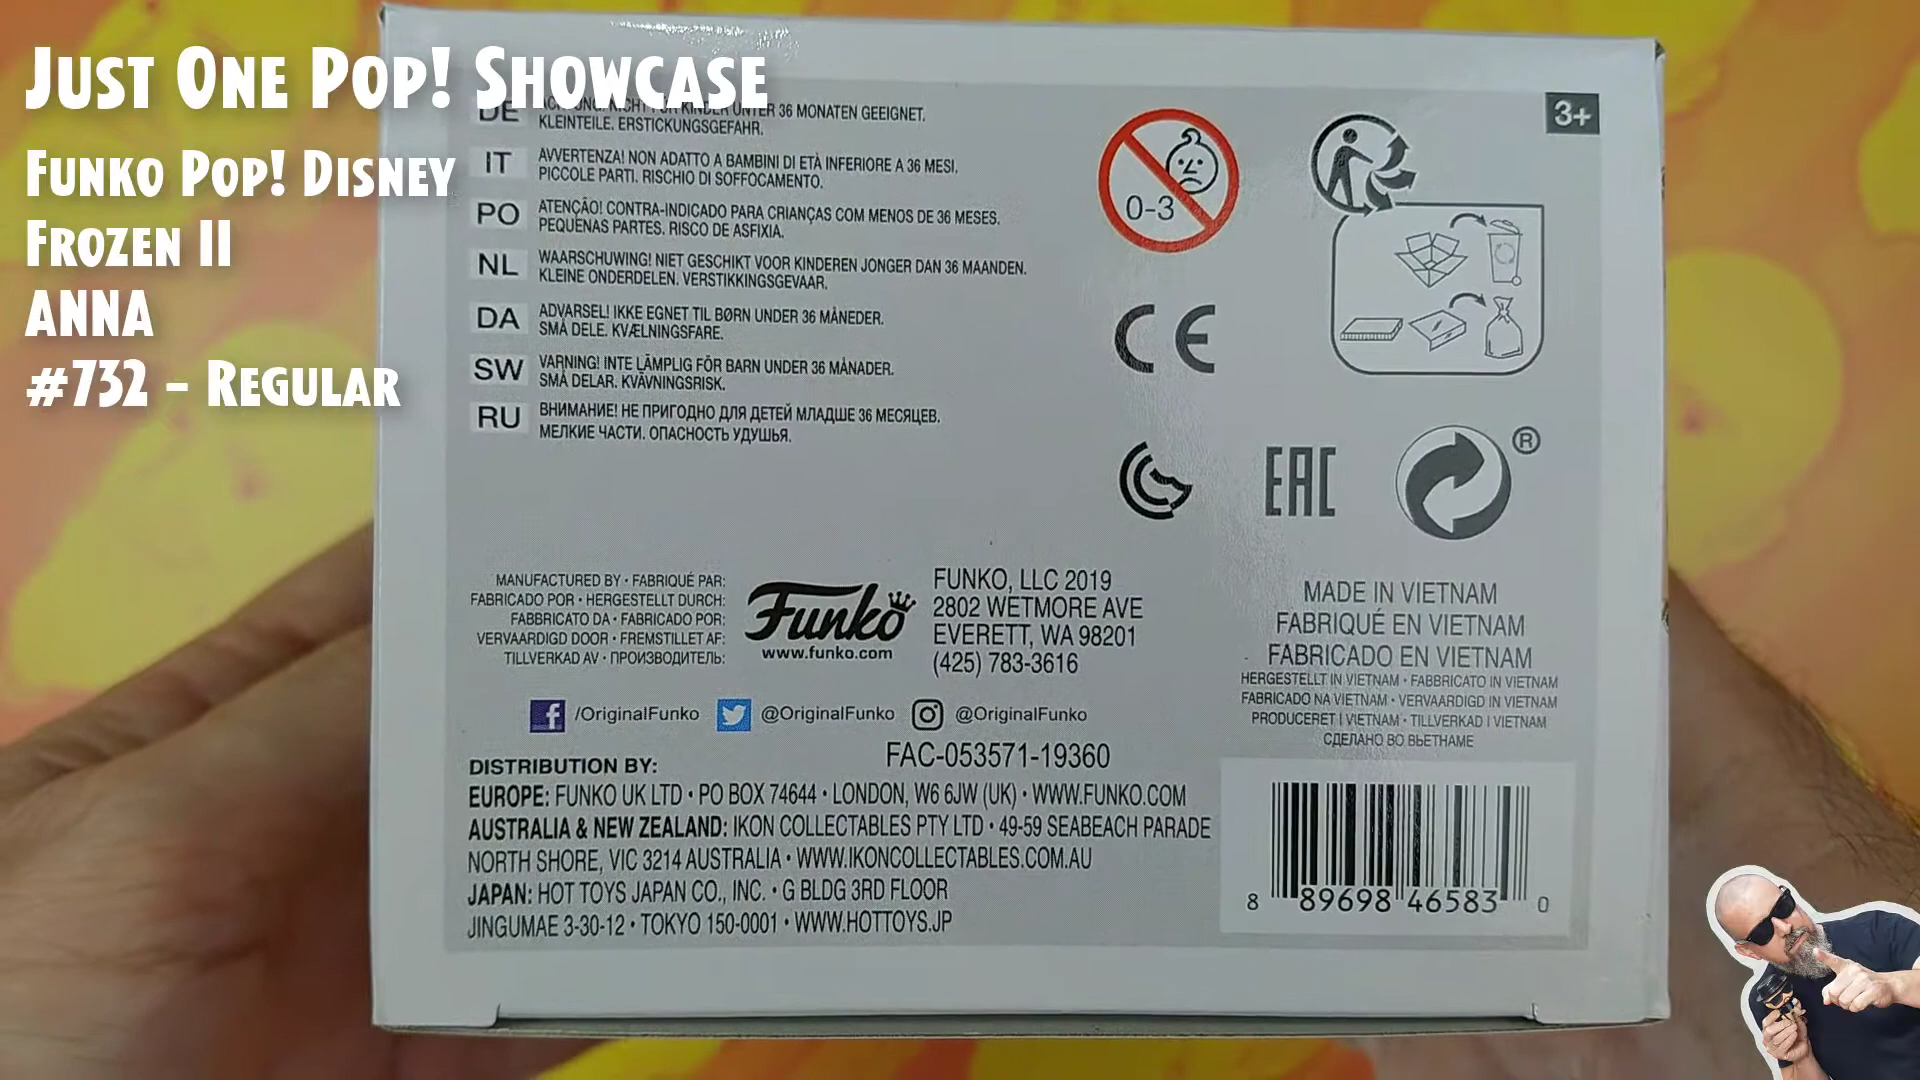 Just One Pop! Showcase
Funko Pop! Disney
Frozen II
ANNA
#732 - Regular
DE
KINDER UNTER 36 MONATEN GEEIGNET.
KLEINTEILE. ERSTICKUNGSGEFAHR.
IT
AVVERTENZA! NON ADATTO A BAMBINI DI ETÀ INFERIORE A 36 MESI.
PICCOLE PARTI. RISCHIO DI SOFFOCAMENTO.
PO
ATENÇÃO! CONTRA-INDICADO PARA CRIANÇAS COM MENOS DE 36 MESES.
PEQUENAS PARTES. RISCO DE ASFIXIA.
NL
WAARSCHUWING! NIET GESCHIKT VOOR KINDEREN JONGER DAN 36 MAANDEN.
KLEINE ONDERDELEN. VERSTIKKINGSGEVAAR.
DA
ADVARSEL! IKKE EGNET TIL BØRN UNDER 36 MÅNEDER.
SMÅ DELE. KVÆLNINGSFARE.
SW
VARNING! INTE LÄMPLIG FÖR BARN UNDER 36 MÅNADER.
SMÅ DELAR. KVÄVNINGSRISK.
RU
ВНИМАНИЕ! НЕ ПРИГОДНО ДЛЯ ДЕТЕЙ МЛАДШЕ 36 МЕСЯЦЕВ.
МЕЛКИЕ ЧАСТИ. ОПАСНОСТЬ УДУШЬЯ.
0-3
3+
CE
EAC
®
MANUFACTURED BY • FABRIQUÉ PAR:
FABRICADO POR • HERGESTELLT DURCH:
FABBRICATO DA • FABRICADO POR:
VERVAARDIGD DOOR • FREMSTILLET AF:
TILLVERKAD AV • ПРОИЗВОДИТЕЛЬ:
Funko
www.funko.com
FUNKO, LLC 2019
2802 WETMORE AVE
EVERETT, WA 98201
(425) 783-3616
MADE IN VIETNAM
FABRIQUÉ EN VIETNAM
FABRICADO EN VIETNAM
HERGESTELLT IN VIETNAM • FABBRICATO IN VIETNAM
FABRICADO NA VIETNAM • VERVAARDIGD IN VIETNAM
PRODUCERET I VIETNAM • TILLVERKAD I VIETNAM
СДЕЛАНО ВО ВЬЕТНАМЕ
f /OriginalFunko @OriginalFunko @OriginalFunko
FAC-053571-19360
DISTRIBUTION BY:
EUROPE: FUNKO UK LTD • PO BOX 74644 • LONDON, W6 6JW (UK) • WWW.FUNKO.COM
AUSTRALIA & NEW ZEALAND: IKON COLLECTABLES PTY LTD • 49-59 SEABEACH PARADE
NORTH SHORE, VIC 3214 AUSTRALIA • WWW.IKONCOLLECTABLES.COM.AU
JAPAN: HOT TOYS JAPAN CO., INC. • G BLDG 3RD FLOOR
JINGUMAE 3-30-12 • TOKYO 150-0001 • WWW.HOTTOYS.JP
8 89698 46583 0